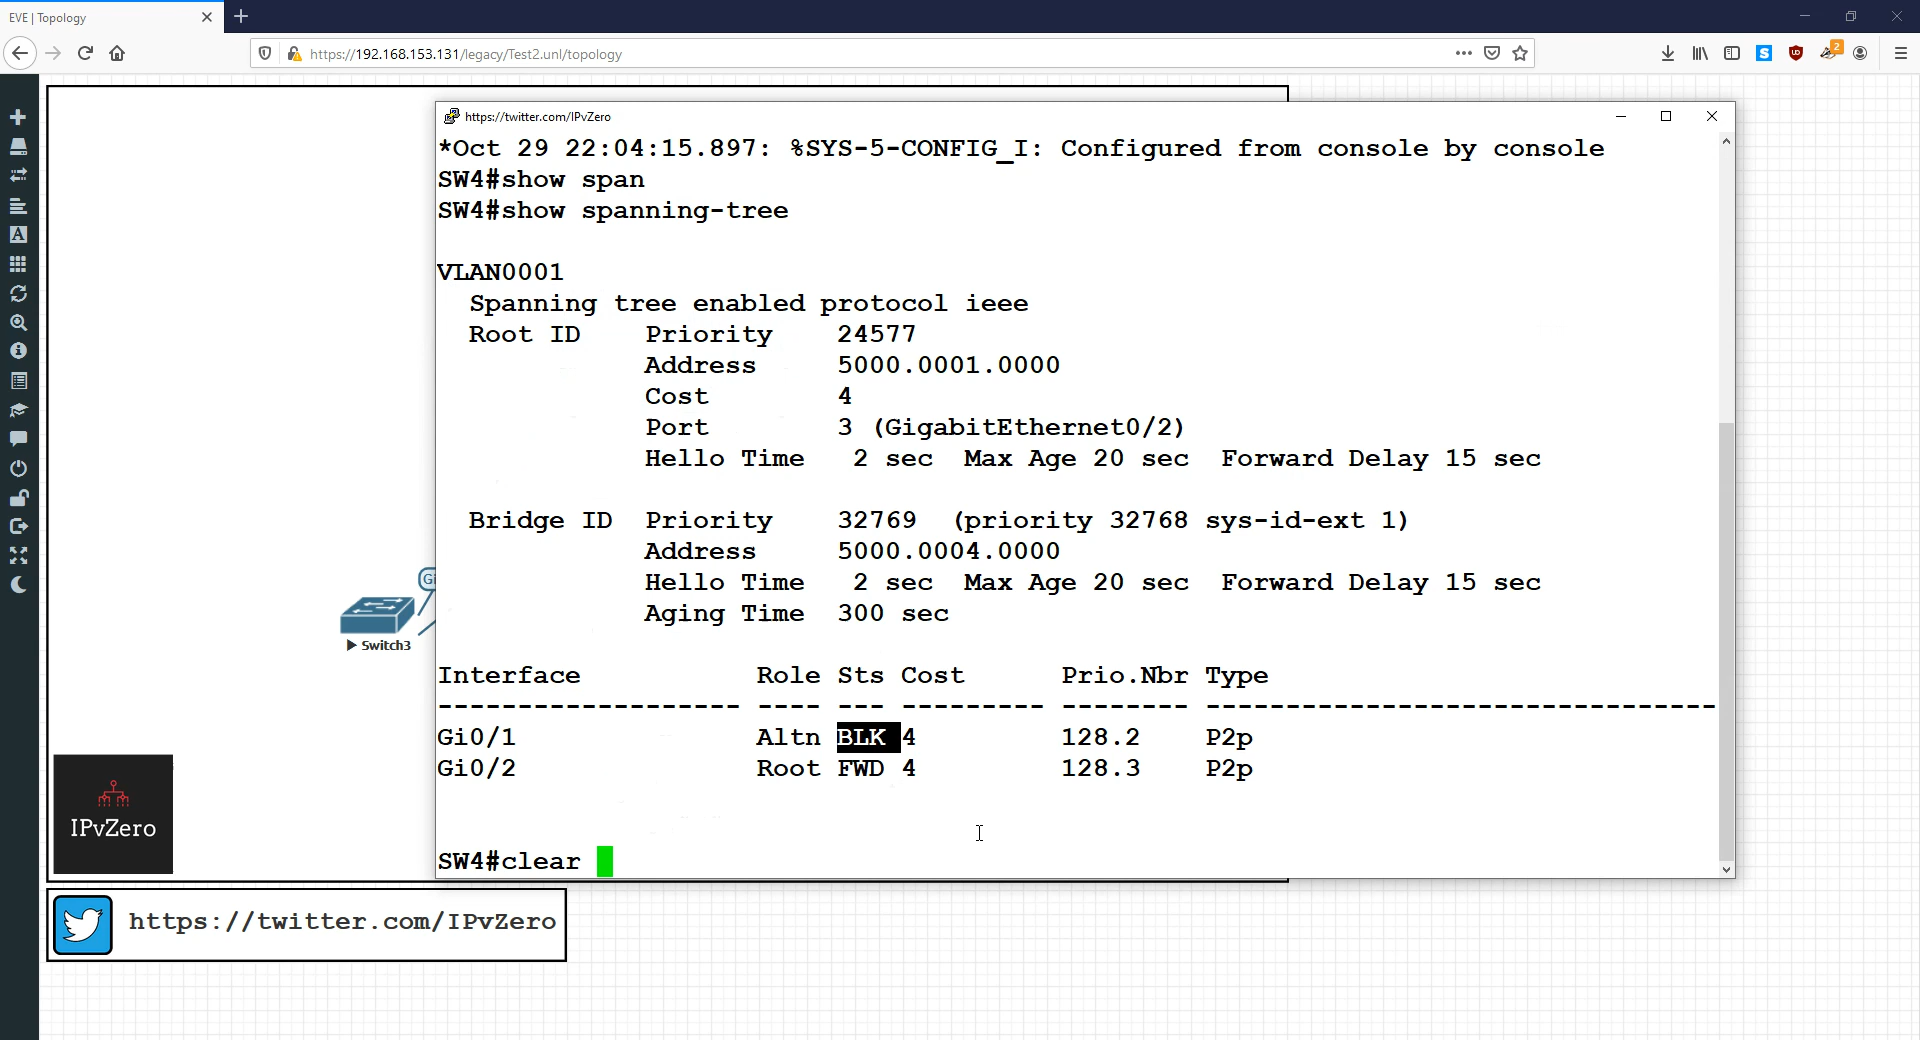 EVE | Topology
https://192.168.153.131/legacy/Test2.unl/topology
2
https://twitter.com/IPvZero
*Oct 29 22:04:15.897: %SYS-5-CONFIG_I: Configured from console by console
SW4#show span
SW4#show spanning-tree
VLAN0001
Spanning tree enabled protocol ieee
Root ID Priority 24577
Address 5000.0001.0000
Cost 4
Port 3 (GigabitEthernet0/2)
Hello Time 2 sec Max Age 20 sec Forward Delay 15 sec
Bridge ID Priority 32769 (priority 32768 sys-id-ext 1)
Address 5000.0004.0000
Hello Time 2 sec Max Age 20 sec Forward Delay 15 sec
Aging Time 300 sec
Interface Role Sts Cost Prio.Nbr Type
------------------- ---- --- --------- -------- --------------------------------
Gi0/1 Altn BLK 4 128.2 P2p
Gi0/2 Root FWD 4 128.3 P2p
SW4#clear
Gi
Switch3
IPvZero
https://twitter.com/IPvZero